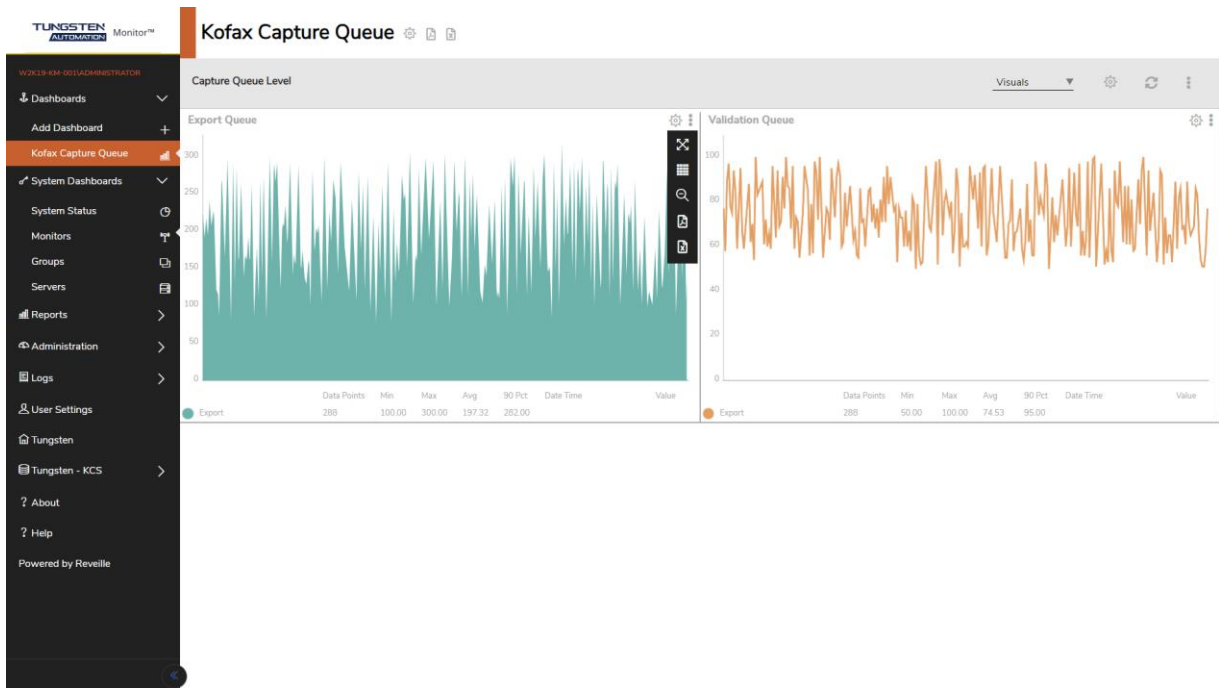 TUNGSTEN
AUTOMATION
Monitor™
Kofax Capture Queue
W2K19-KM-001\ADMINISTRATOR
Dashboards
Add Dashboard
Kofax Capture Queue
System Dashboards
System Status
Monitors
Groups
Servers
Reports
Administration
Logs
User Settings
Tungsten
Tungsten - KCS
? About
? Help
Powered by Reveille
Capture Queue Level
Visuals
Export Queue
300
250
200
150
100
50
0
Data Points Min Max Avg 90 Pct Date Time Value
Export 288 100.00 300.00 197.32 282.00
Validation Queue
100
80
60
40
20
0
Data Points Min Max Avg 90 Pct Date Time Value
Export 288 50.00 100.00 74.53 95.00